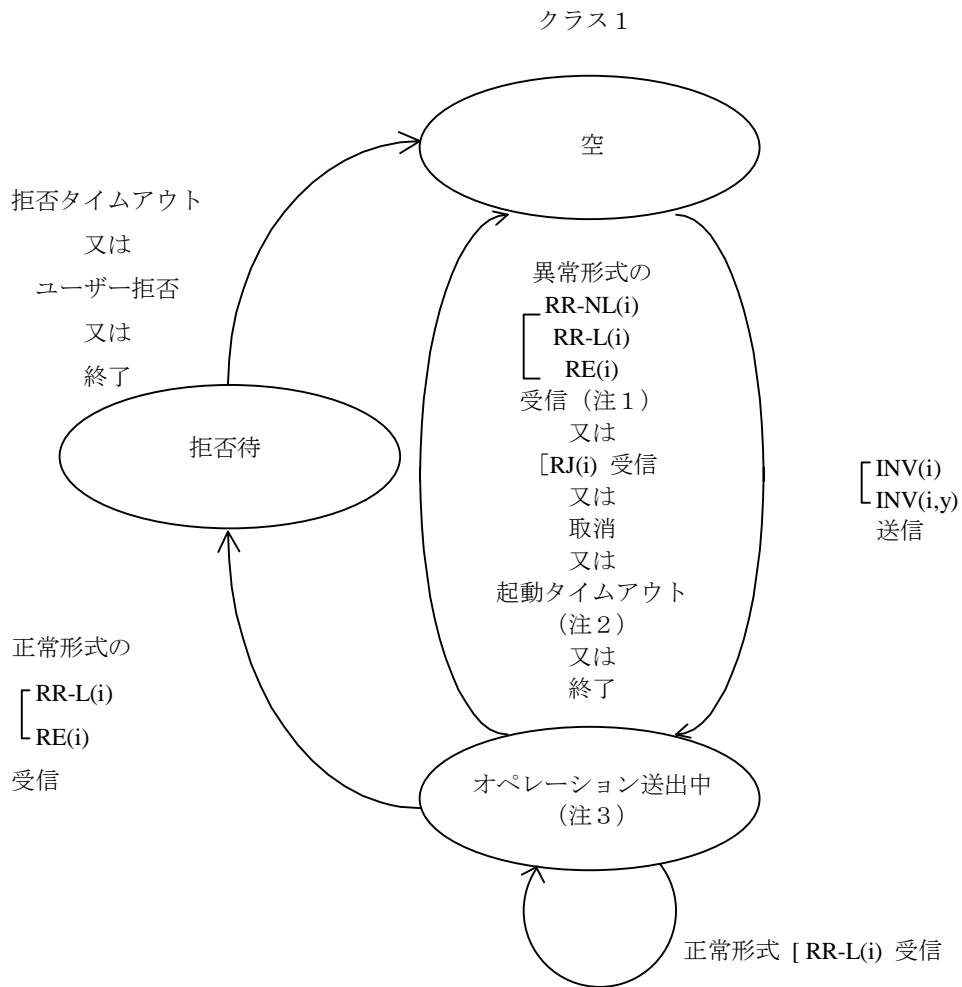 クラス１
空
拒否タイムアウト
又は
ユーザー拒否
又は
終了
異常形式の
RR-NL(i)
RR-L(i)
RE(i)
受信（注１）
又は
[RJ(i) 受信
又は
取消
又は
起動タイムアウト
（注２）
又は
終了
拒否待
INV(i)
INV(i,y)
送信
正常形式の
RR-L(i)
RE(i)
受信
オペレーション送出中
（注３）
正常形式 [ RR-L(i) 受信